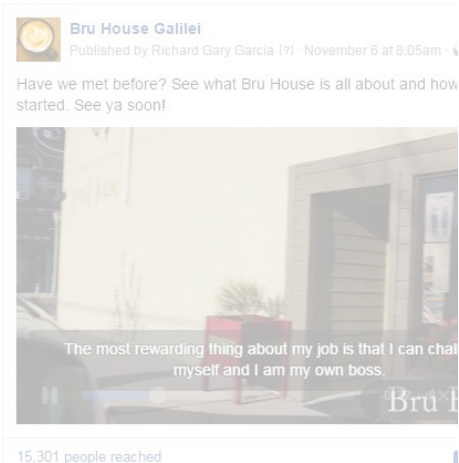 Bru House Galilei
Published by Richard Gary Garcia [?] · November 6 at 8:05am ·
Have we met before? See what Bru House is all about and how
started. See ya soon!
The most rewarding thing about my job is that I can chal
myself and I am my own boss.
Bru
15,301 people reached